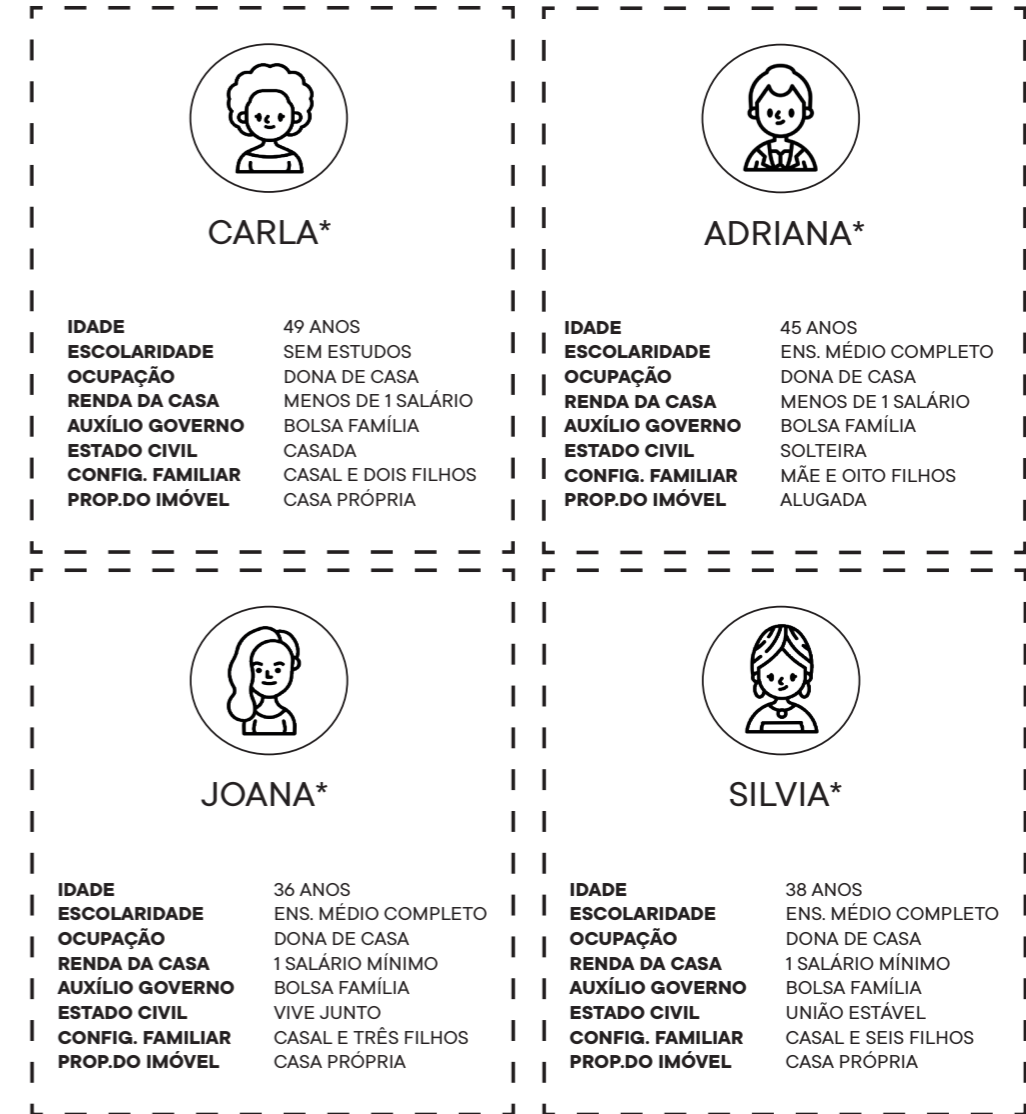 CARLA*
IDADE 49 ANOS
ESCOLARIDADE SEM ESTUDOS
OCUPAÇÃO DONA DE CASA
RENDA DA CASA MENOS DE 1 SALÁRIO
AUXÍLIO GOVERNO BOLSA FAMÍLIA
ESTADO CIVIL CASADA
CONFIG. FAMILIAR CASAL E DOIS FILHOS
PROP.DO IMÓVEL CASA PRÓPRIA
ADRIANA*
IDADE 45 ANOS
ESCOLARIDADE ENS. MÉDIO COMPLETO
OCUPAÇÃO DONA DE CASA
RENDA DA CASA MENOS DE 1 SALÁRIO
AUXÍLIO GOVERNO BOLSA FAMÍLIA
ESTADO CIVIL SOLTEIRA
CONFIG. FAMILIAR MÃE E OITO FILHOS
PROP.DO IMÓVEL ALUGADA
JOANA*
IDADE 36 ANOS
ESCOLARIDADE ENS. MÉDIO COMPLETO
OCUPAÇÃO DONA DE CASA
RENDA DA CASA 1 SALÁRIO MÍNIMO
AUXÍLIO GOVERNO BOLSA FAMÍLIA
ESTADO CIVIL VIVE JUNTO
CONFIG. FAMILIAR CASAL E TRÊS FILHOS
PROP.DO IMÓVEL CASA PRÓPRIA
SILVIA*
IDADE 38 ANOS
ESCOLARIDADE ENS. MÉDIO COMPLETO
OCUPAÇÃO DONA DE CASA
RENDA DA CASA 1 SALÁRIO MÍNIMO
AUXÍLIO GOVERNO BOLSA FAMÍLIA
ESTADO CIVIL UNIÃO ESTÁVEL
CONFIG. FAMILIAR CASAL E SEIS FILHOS
PROP.DO IMÓVEL CASA PRÓPRIA